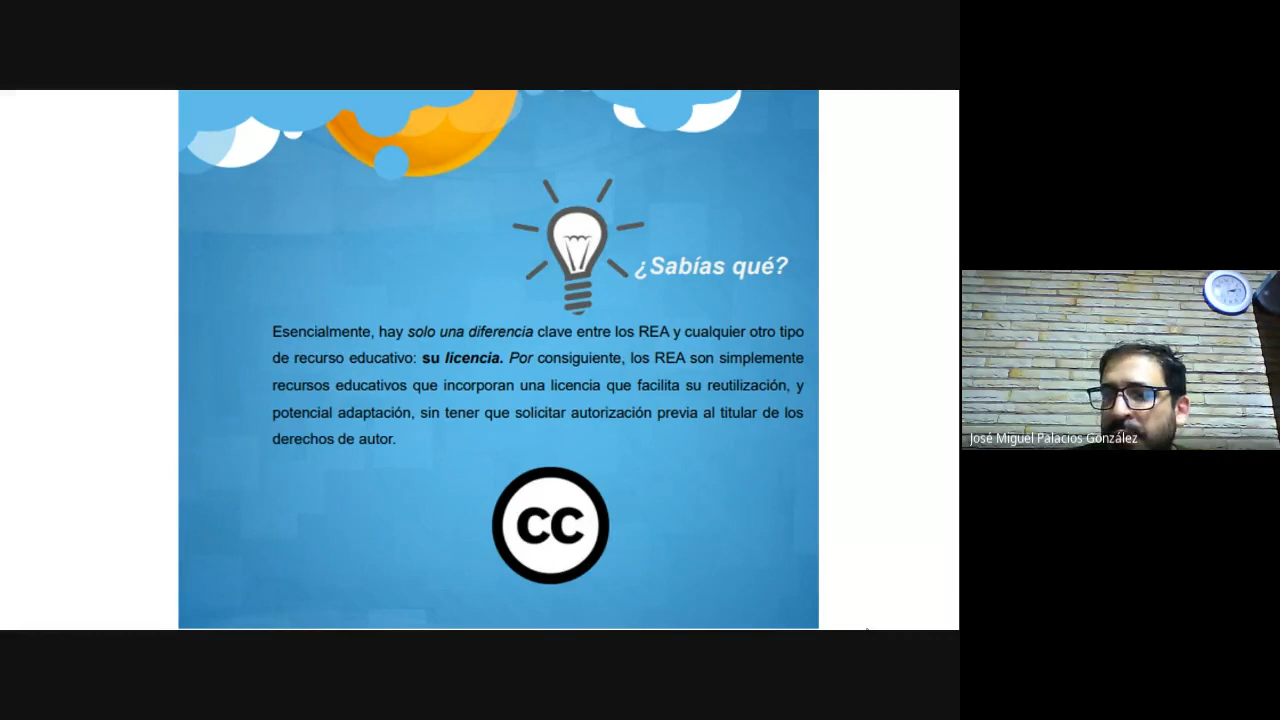 ¿Sabías qué?
Esencialmente, hay solo una diferencia clave entre los REA y cualquier otro tipo
de recurso educativo: su licencia. Por consiguiente, los REA son simplemente
recursos educativos que incorporan una licencia que facilita su reutilización, y
potencial adaptación, sin tener que solicitar autorización previa al titular de los
derechos de autor.
cc
José Miguel Palacios González